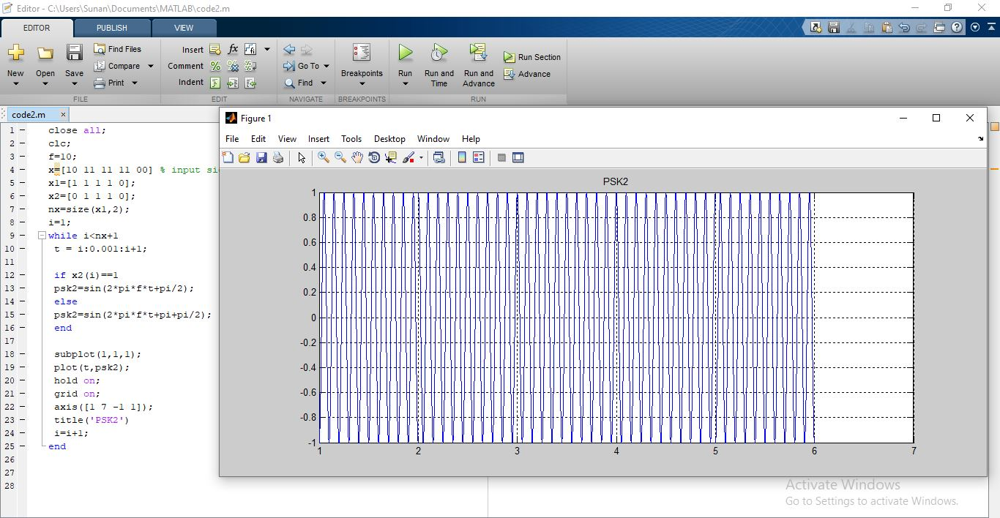 Editor - C:\Users\Sunan\Documents\MATLAB\code2.m
EDITOR PUBLISH VIEW
New Open Save Find Files Compare Print
FILE
Insert fx Comment Indent
EDIT
Go To Find
NAVIGATE
Breakpoints
BREAKPOINTS
Run Run and Time Run and Advance Run Section Advance
RUN
code2.m
1 close all;
2 clc;
3 f=10;
4 x=[10 11 11 11 00] % input si
5 x1=[1 1 1 1 0];
6 x2=[0 1 1 1 0];
7 nx=size(x1,2);
8 i=1;
9 while i<nx+1
10 t = i:0.001:i+1;
11
12 if x2(i)==1
13 psk2=sin(2*pi*f*t+pi/2);
14 else
15 psk2=sin(2*pi*f*t+pi+pi/2);
16 end
17
18 subplot(1,1,1);
19 plot(t,psk2);
20 hold on;
21 grid on;
22 axis([1 7 -1 1]);
23 title('PSK2')
24 i=i+1;
25 end
26
27
28
Figure 1
File Edit View Insert Tools Desktop Window Help
PSK2
1
0.8
0.6
0.4
0.2
0
-0.2
-0.4
-0.6
-0.8
-1
1 2 3 4 5 6 7
Activate Windows
Go to Settings to activate Windows.